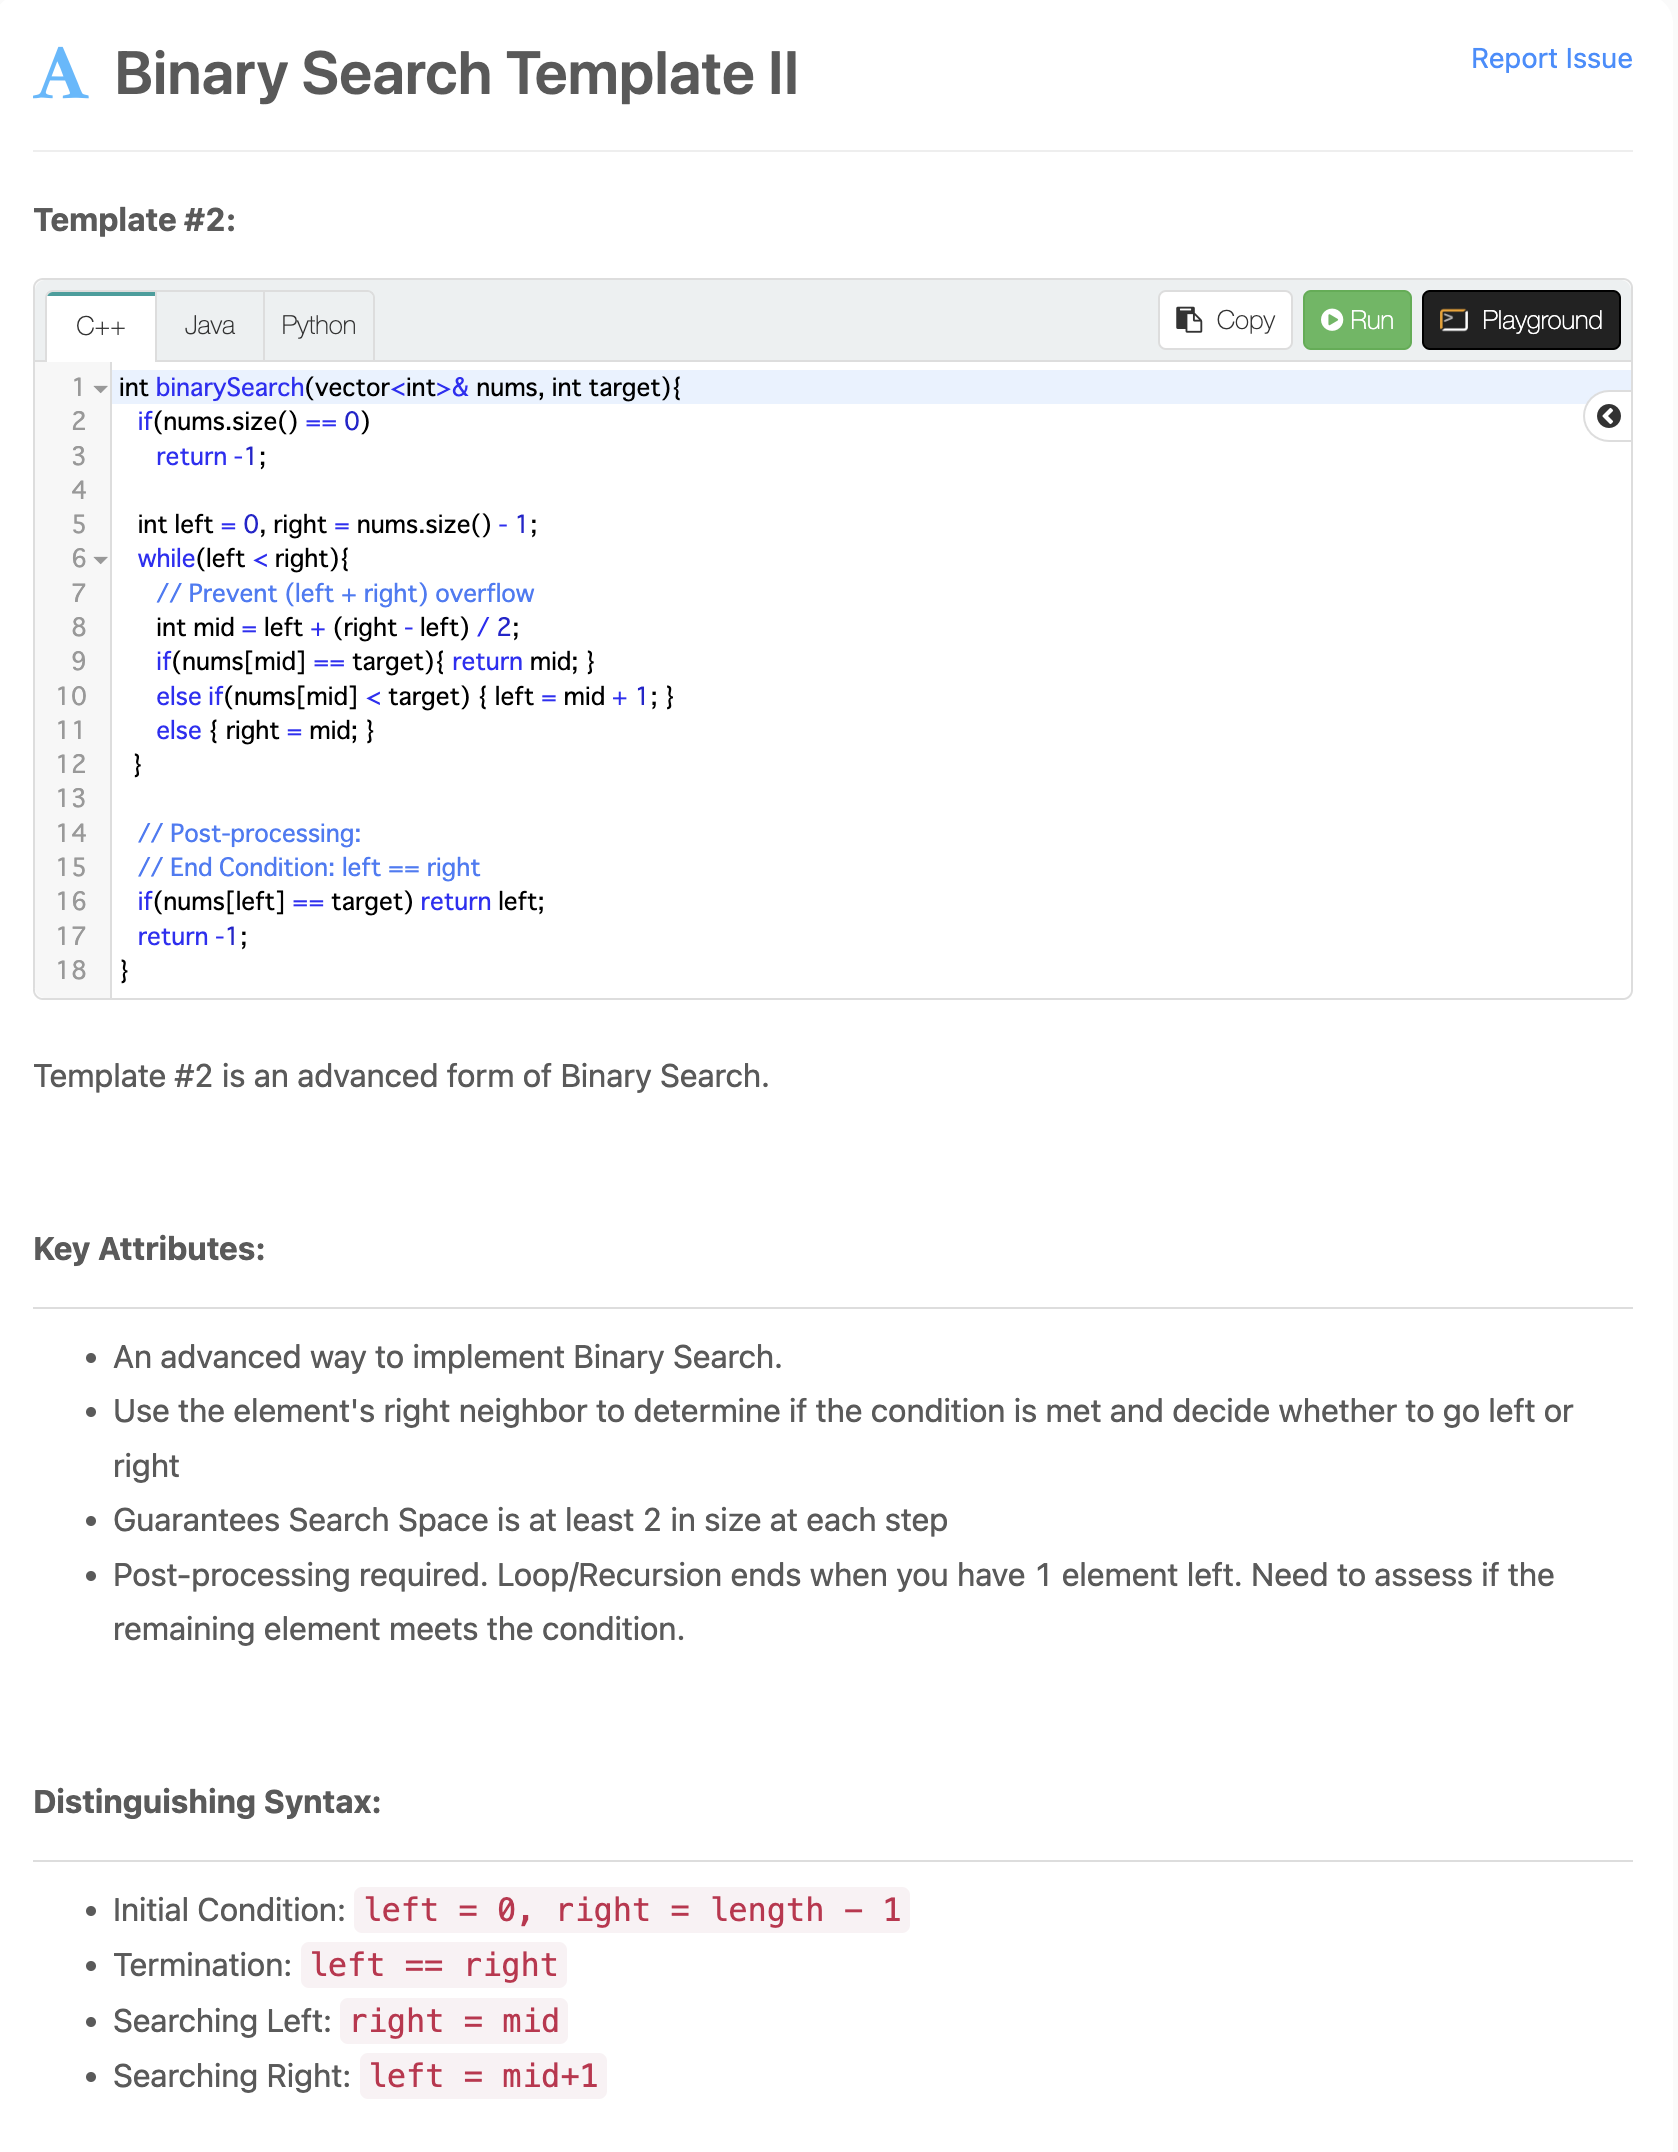 A Binary Search Template II
Report Issue
Template #2:
C++ Java Python Copy Run Playground
1 int binarySearch(vector<int>& nums, int target){
2 if(nums.size() == 0)
3 return -1;
4
5 int left = 0, right = nums.size() - 1;
6 while(left < right){
7 // Prevent (left + right) overflow
8 int mid = left + (right - left) / 2;
9 if(nums[mid] == target){ return mid; }
10 else if(nums[mid] < target) { left = mid + 1; }
11 else { right = mid; }
12 }
13
14 // Post-processing:
15 // End Condition: left == right
16 if(nums[left] == target) return left;
17 return -1;
18 }
Template #2 is an advanced form of Binary Search.
Key Attributes:
• An advanced way to implement Binary Search.
• Use the element's right neighbor to determine if the condition is met and decide whether to go left or
right
• Guarantees Search Space is at least 2 in size at each step
• Post-processing required. Loop/Recursion ends when you have 1 element left. Need to assess if the
remaining element meets the condition.
Distinguishing Syntax:
• Initial Condition: left = 0, right = length - 1
• Termination: left == right
• Searching Left: right = mid
• Searching Right: left = mid+1